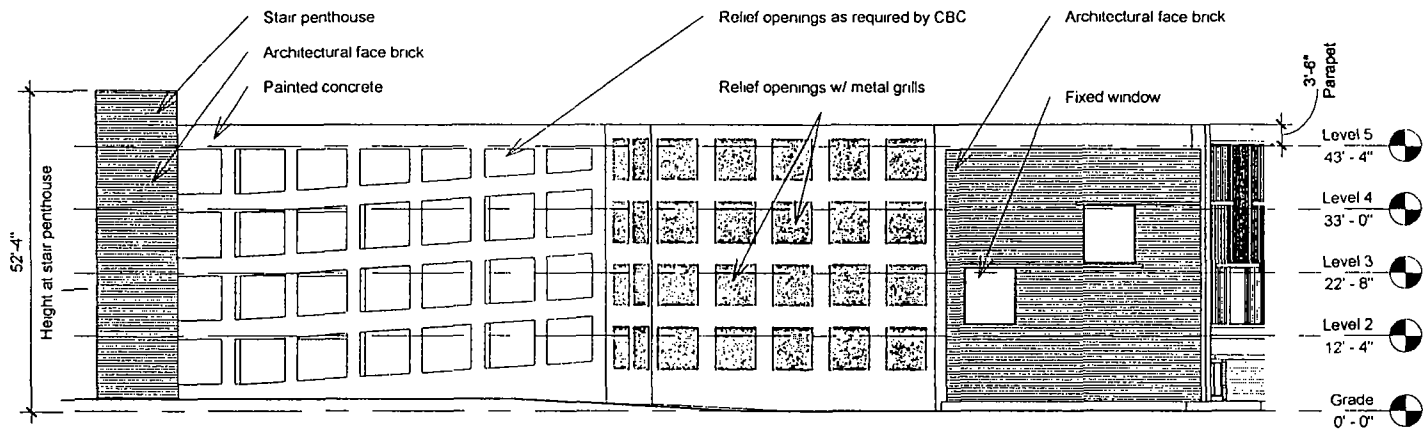 Stair penthouse
Architectural face brick
Painted concrete
Relief openings as required by CBC
Relief openings w/ metal grills
Architectural face brick
Fixed window
3'-6"
Parapet
52'-4"
Height at stair penthouse
Level 5
43' - 4"
Level 4
33' - 0"
Level 3
22' - 8"
Level 2
12' - 4"
Grade
0' - 0"